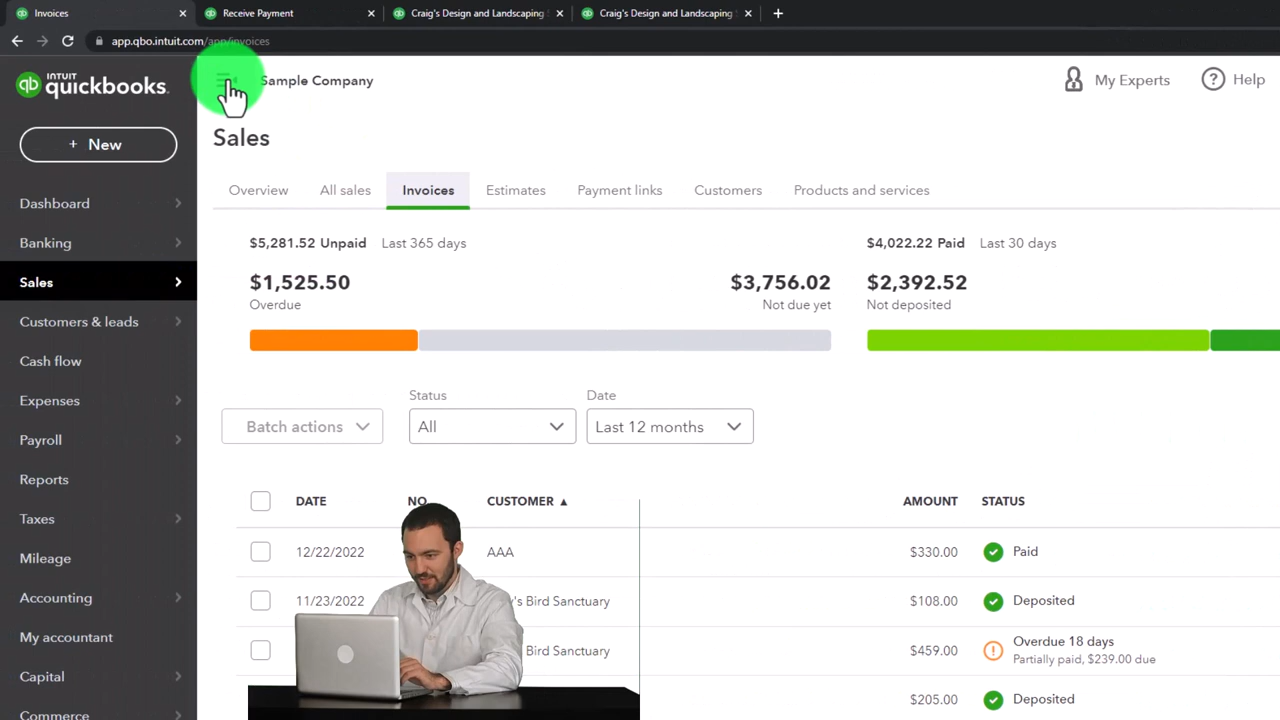 Invoices
Receive Payment
Craig's Design and Landscaping
Craig's Design and Landscaping
app.qbo.intuit.com/app/invoices
INTUIT
quickbooks.
Sample Company
My Experts
Help
+ New
Sales
Overview
All sales
Invoices
Estimates
Payment links
Customers
Products and services
Dashboard
Banking
Sales
Customers & leads
Cash flow
Expenses
Payroll
Reports
Taxes
Mileage
Accounting
My accountant
Capital
Commerce
$5,281.52 Unpaid Last 365 days
$4,022.22 Paid Last 30 days
$1,525.50
$3,756.02
$2,392.52
Overdue
Not due yet
Not deposited
Status
Date
Batch actions
All
Last 12 months
DATE
NO.
CUSTOMER ▲
AMOUNT
STATUS
12/22/2022 AAA $330.00 Paid
11/23/2022 's Bird Sanctuary $108.00 Deposited
Bird Sanctuary $459.00 Overdue 18 days
Partially paid, $239.00 due
$205.00 Deposited